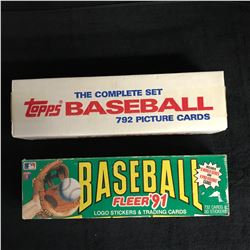 THE COMPLETE SET
TOPPS BASEBALL
792 PICTURE CARDS
BASEBALL
FLEER '91
LOGO STICKERS & TRADING CARDS